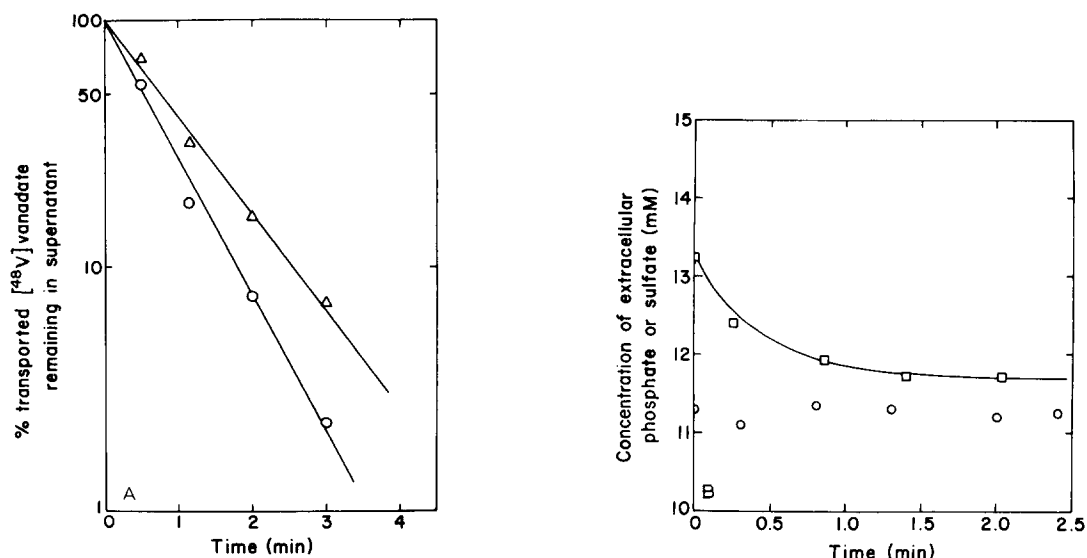 100
50
10
1
% transported [⁴⁸V] vanadate
remaining in supernatant
A
0 1 2 3 4
Time (min)
15
14
13
12
11
10
Concentration of extracellular
phosphate or sulfate (mM)
B
0 0.5 1.0 1.5 2.0 2.5
Time (min)